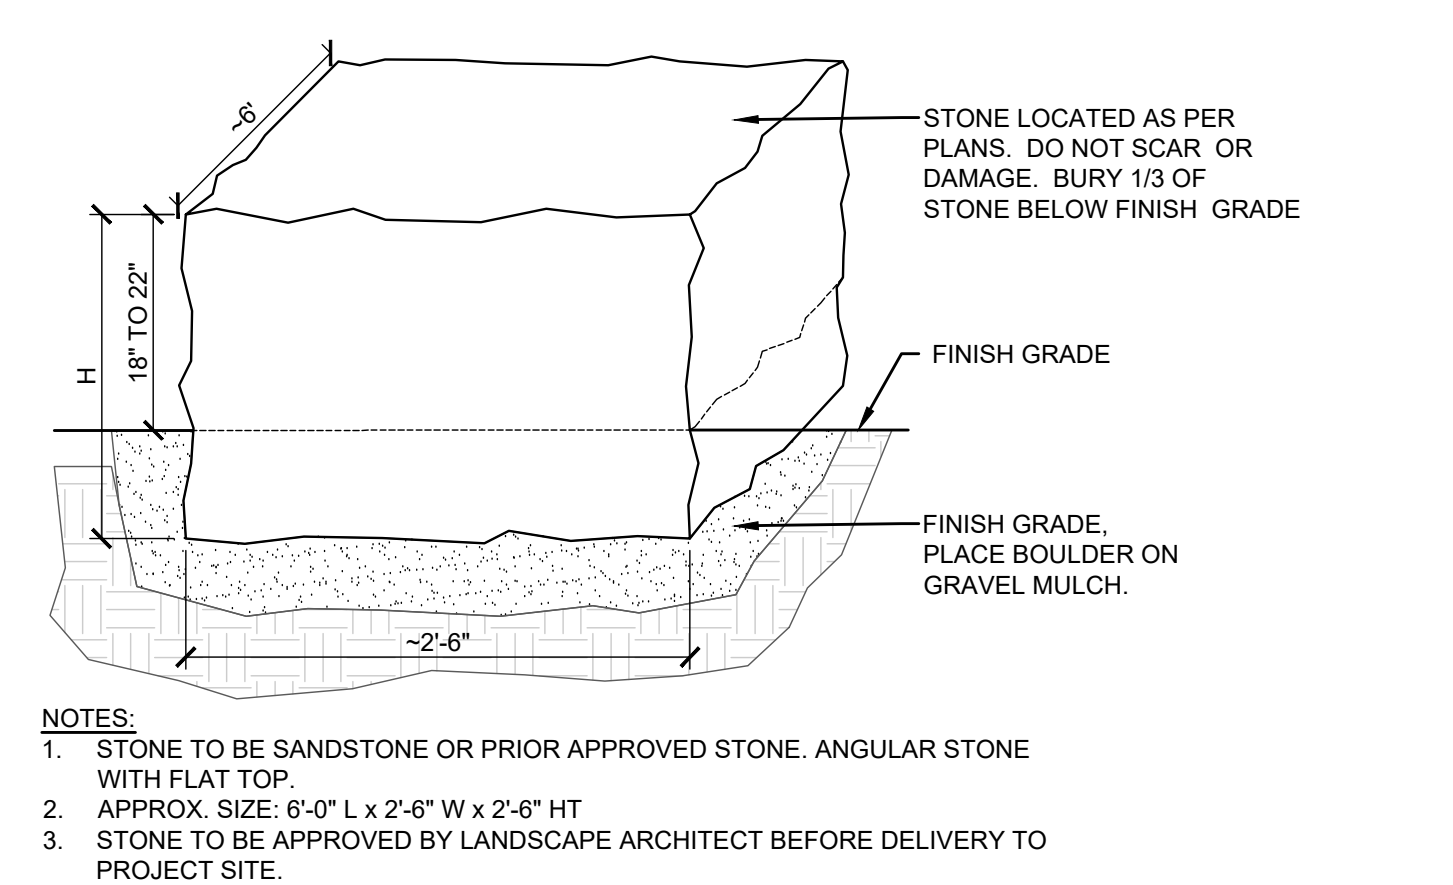 ~6'
STONE LOCATED AS PER
PLANS. DO NOT SCAR OR
DAMAGE. BURY 1/3 OF
STONE BELOW FINISH GRADE
18" TO 22"
H
FINISH GRADE
FINISH GRADE,
PLACE BOULDER ON
GRAVEL MULCH.
~2'-6"
NOTES:
1. STONE TO BE SANDSTONE OR PRIOR APPROVED STONE. ANGULAR STONE
WITH FLAT TOP.
2. APPROX. SIZE: 6'-0" L x 2'-6" W x 2'-6" HT
3. STONE TO BE APPROVED BY LANDSCAPE ARCHITECT BEFORE DELIVERY TO
PROJECT SITE.